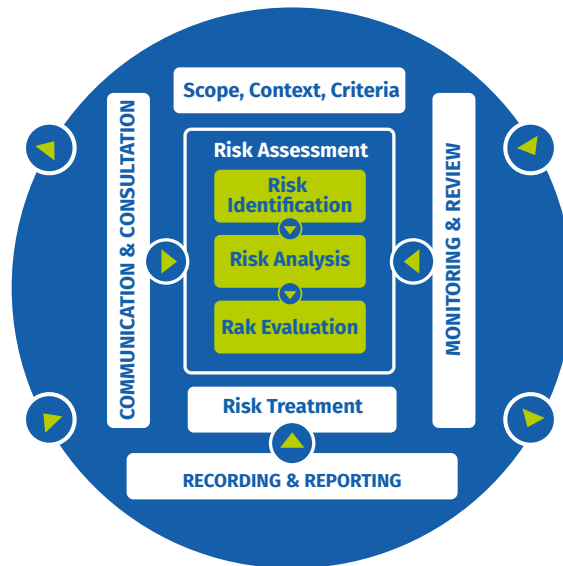 Scope, Context, Criteria
COMMUNICATION & CONSULTATION
Risk Assessment
Risk
Identification
Risk Analysis
Rak Evaluation
MONITORING & REVIEW
Risk Treatment
RECORDING & REPORTING